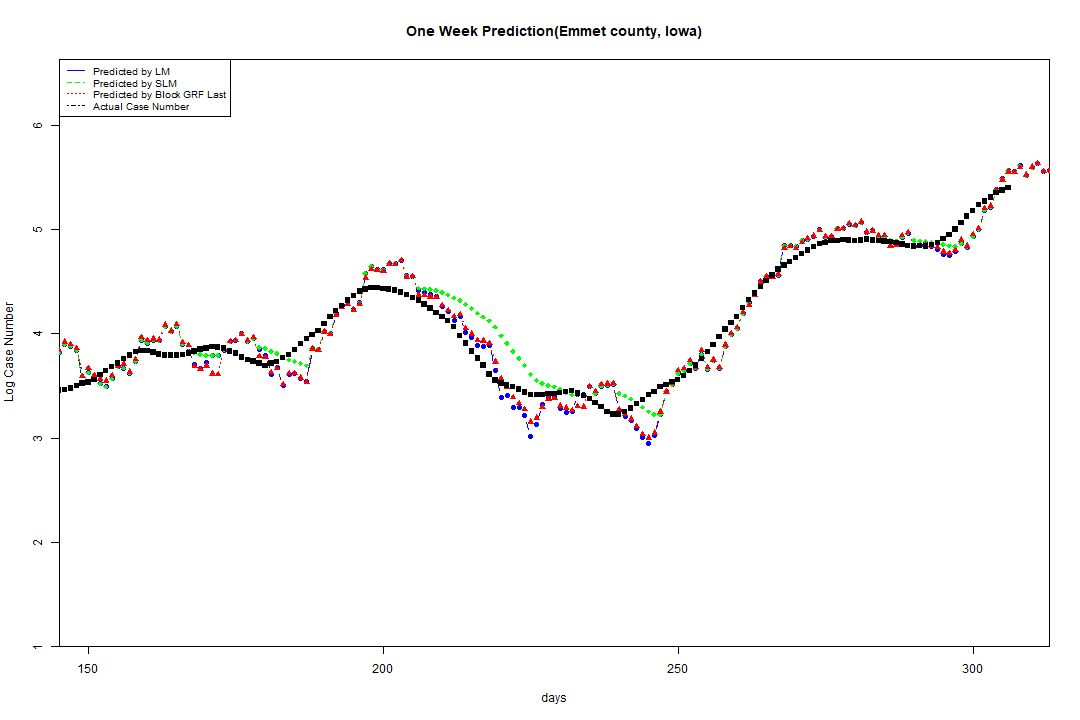 One Week Prediction(Emmet county, Iowa)
Predicted by LM
Predicted by SLM
Predicted by Block GRF Last
Actual Case Number
6
5
4
3
2
1
Log Case Number
150 200 250 300
days